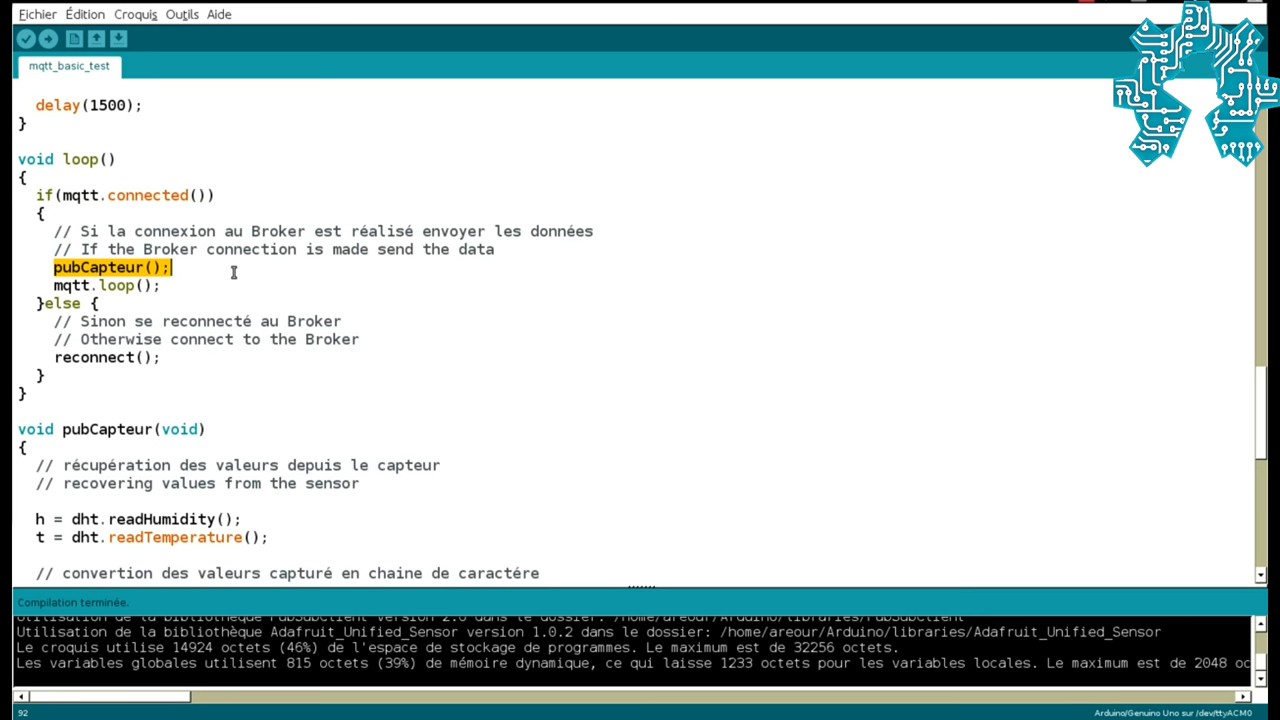 Fichier Édition Croquis Outils Aide
mqtt_basic_test
delay(1500);
}
void loop()
{
if(mqtt.connected())
{
// Si la connexion au Broker est réalisé envoyer les données
// If the Broker connection is made send the data
pubCapteur();
mqtt.loop();
}else {
// Sinon se reconnecté au Broker
// Otherwise connect to the Broker
reconnect();
}
}
void pubCapteur(void)
{
// récupération des valeurs depuis le capteur
// recovering values from the sensor
h = dht.readHumidity();
t = dht.readTemperature();
// convertion des valeurs capturé en chaine de caractére
Compilation terminée.
Utilisation de la bibliothèque PubSubClient version 2.6 dans le dossier: /home/areour/Arduino/libraries/PubSubClient
Utilisation de la bibliothèque Adafruit_Unified_Sensor version 1.0.2 dans le dossier: /home/areour/Arduino/libraries/Adafruit_Unified_Sensor
Le croquis utilise 14924 octets (46%) de l'espace de stockage de programmes. Le maximum est de 32256 octets.
Les variables globales utilisent 815 octets (39%) de mémoire dynamique, ce qui laisse 1233 octets pour les variables locales. Le maximum est de 2048 oc
92
Arduino/Genuino Uno sur /dev/ttyACM0